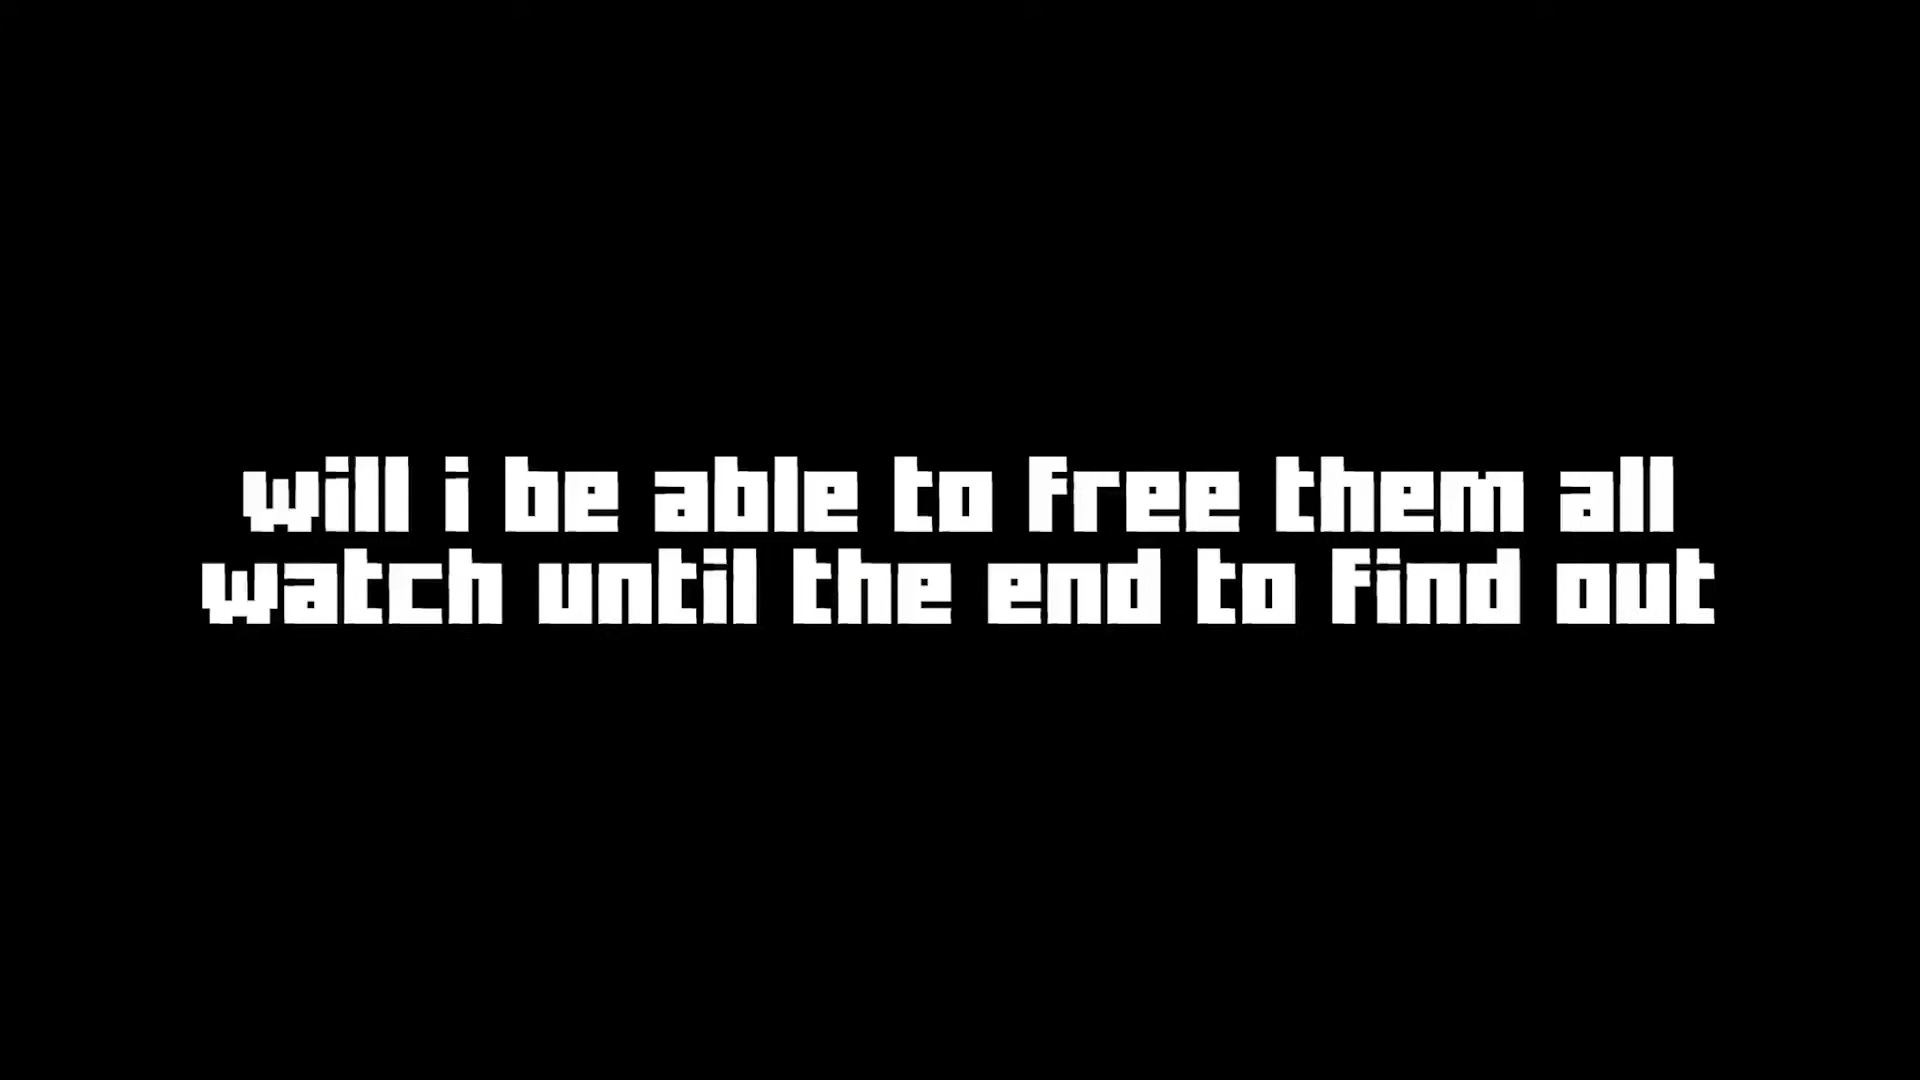 will i be able to free them all
watch until the end to find out